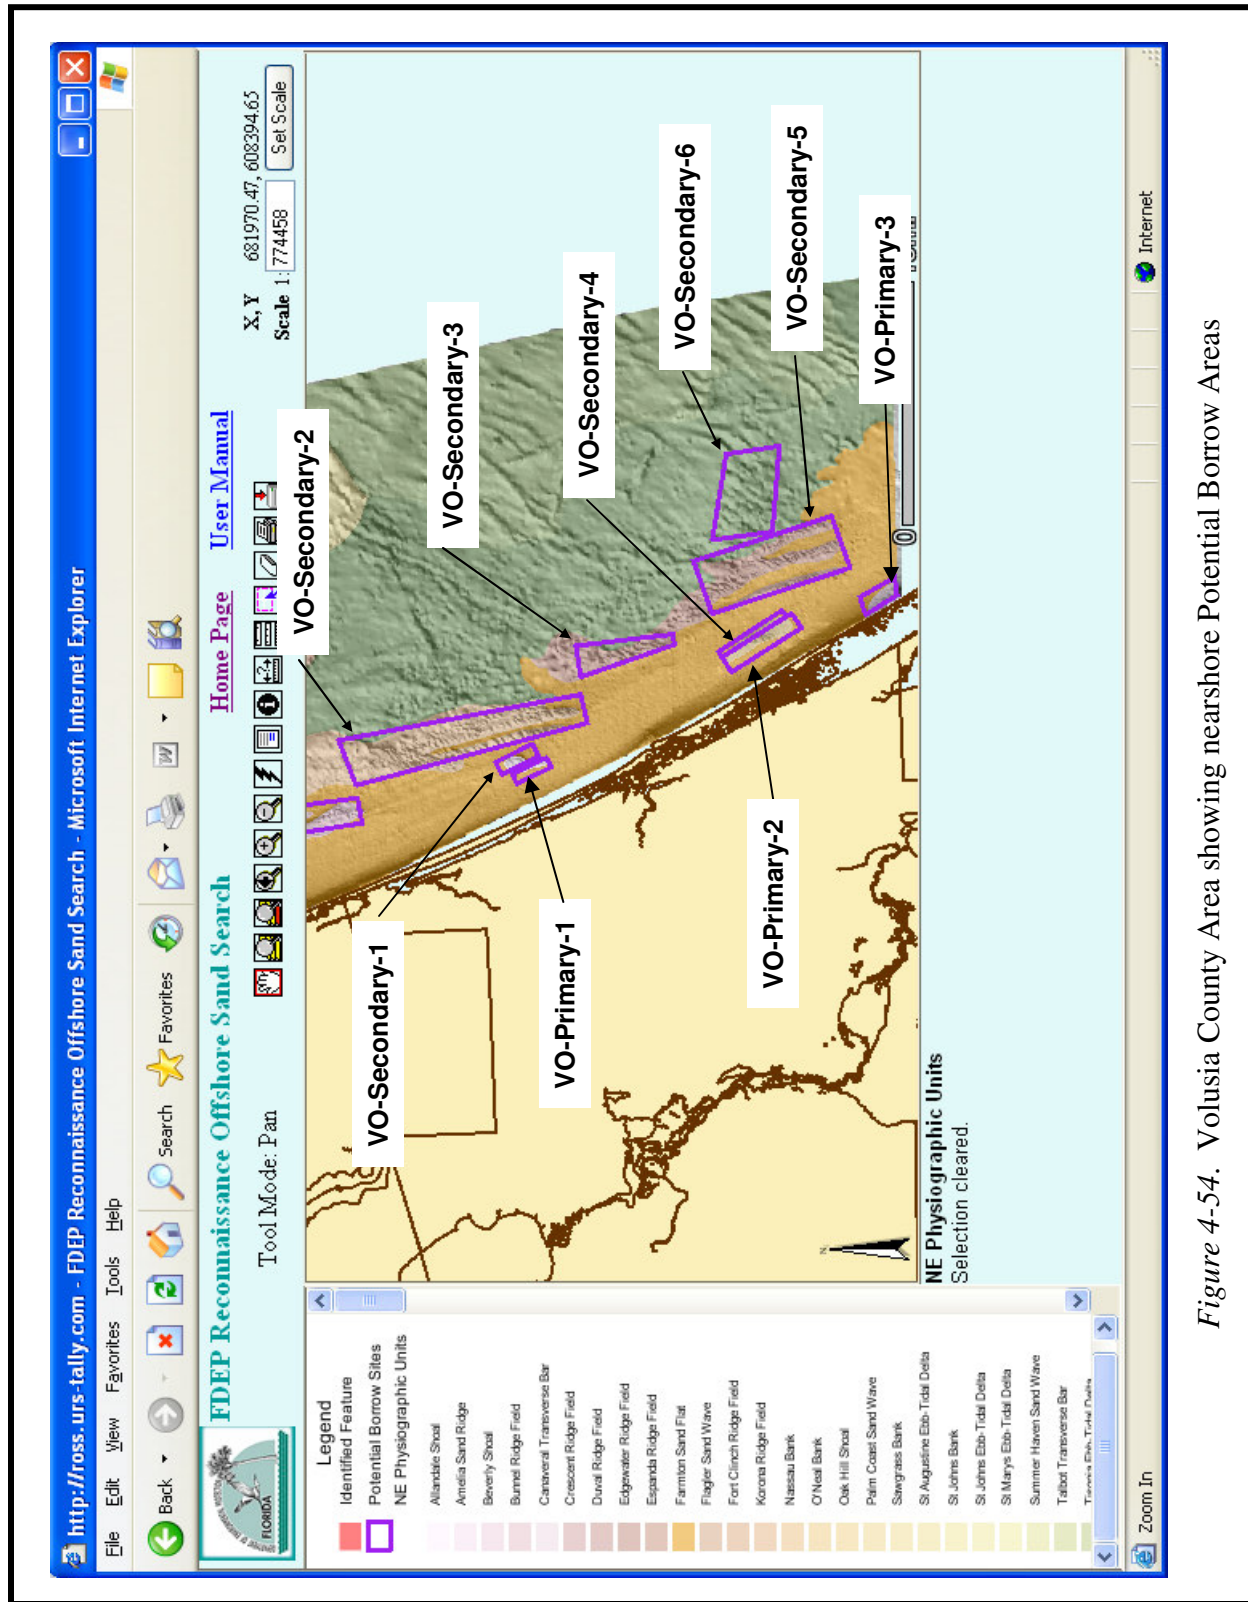 http://ross.urs-tally.com - FDEP Reconnaissance Offshore Sand Search - Microsoft Internet Explorer
File Edit View Favorites Tools Help
Back Search Favorites
FLORIDA
FDEP Reconnaissance Offshore Sand Search
Home Page User Manual
Tool Mode: Pan
X, Y 681970.47, 608394.65
Scale 1: 774458 Set Scale
Legend
Identified Feature
Potential Borrow Sites
NE Physiographic Units
Allandale Shoal
Amelia Sand Ridge
Beverly Shoal
Bunnel Ridge Field
Canaveral Transverse Bar
Crescent Ridge Field
Duval Ridge Field
Edgewater Ridge Field
Espanda Ridge Field
Farmton Sand Flat
Flagler Sand Wave
Fort Clinch Ridge Field
Korona Ridge Field
Nassau Bank
O'Neal Bank
Oak Hill Shoal
Palm Coast Sand Wave
Sawgrass Bank
St Augustine Ebb-Tidal Delta
St Johns Bank
St Johns Ebb-Tidal Delta
St Marys Ebb-Tidal Delta
Summer Haven Sand Wave
Talbot Transverse Bar
VO-Secondary-1
VO-Primary-1
VO-Secondary-2
VO-Secondary-3
VO-Secondary-4
VO-Primary-2
VO-Secondary-6
VO-Secondary-5
VO-Primary-3
N
0
NE Physiographic Units
Selection cleared.
Zoom In
Internet
Figure 4-54. Volusia County Area showing nearshore Potential Borrow Areas